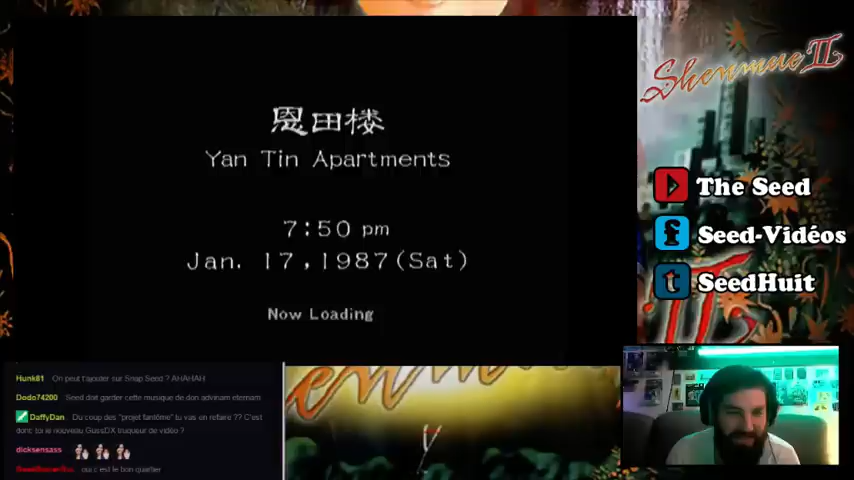 恩田楼
Yan Tin Apartments
7:50 pm
Jan. 17,1987(Sat)
Now Loading
Shenmue II
The Seed
Seed-Vidéos
SeedHuit
Hunk81 On peut t'ajouter sur Snap Seed ? AHAHAH
Dodo74200 Seed doit garder cette musique de don advinam eternam
DaffyDan: Du coup des "projet fantôme" tu vas en refaire ?? C'est
donc toi le nouveau GussDX truqueur de vidéo ?
dicksensass
oui c'est le bon quartier